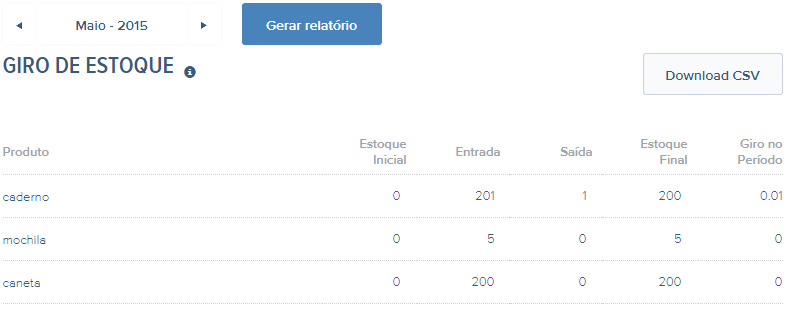 Maio - 2015
Gerar relatório
GIRO DE ESTOQUE
Download CSV
Produto Estoque Inicial Entrada Saída Estoque Final Giro no Período
caderno 0 201 1 200 0.01
mochila 0 5 0 5 0
caneta 0 200 0 200 0